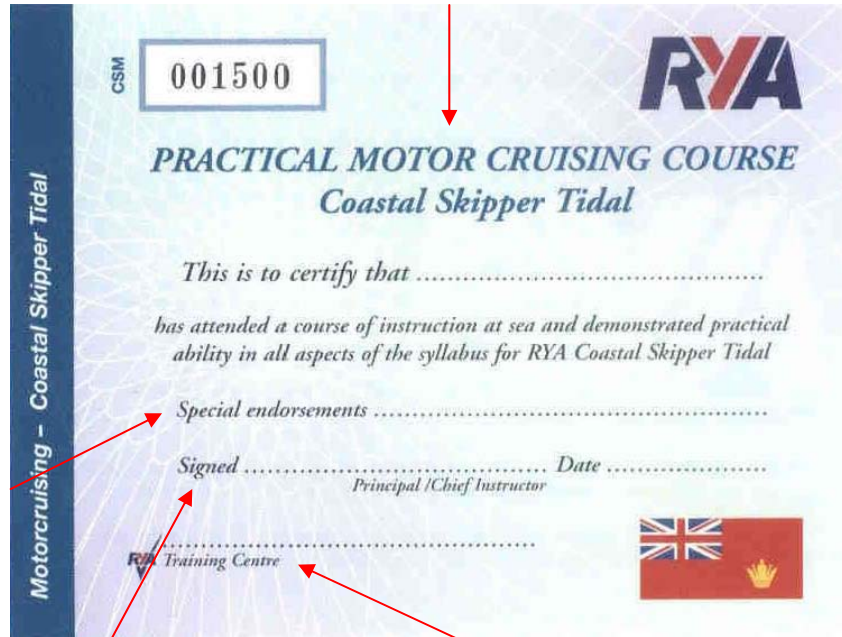 CSM
001500
RYA
PRACTICAL MOTOR CRUISING COURSE
Coastal Skipper Tidal
This is to certify that ............................................
has attended a course of instruction at sea and demonstrated practical
ability in all aspects of the syllabus for RYA Coastal Skipper Tidal
Special endorsements ..................................................
Signed ...................................... Date ....................
Principal /Chief Instructor
..........................................................
RYA Training Centre
Motorcruising – Coastal Skipper Tidal